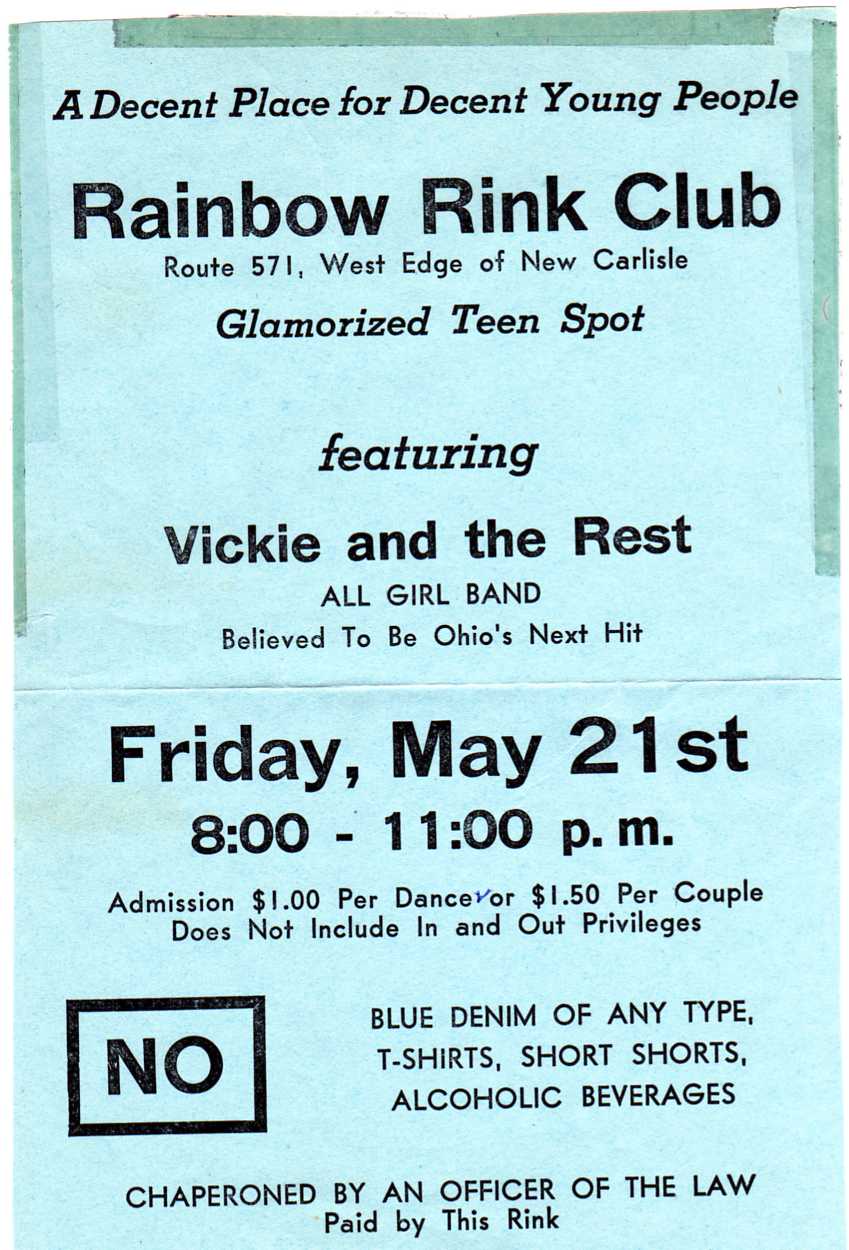 A Decent Place for Decent Young People
Rainbow Rink Club
Route 571, West Edge of New Carlisle
Glamorized Teen Spot
featuring
Vickie and the Rest
ALL GIRL BAND
Believed To Be Ohio's Next Hit
Friday, May 21st
8:00 - 11:00 p. m.
Admission $1.00 Per Dance or $1.50 Per Couple
Does Not Include In and Out Privileges
NO
BLUE DENIM OF ANY TYPE,
T-SHIRTS, SHORT SHORTS,
ALCOHOLIC BEVERAGES
CHAPERONED BY AN OFFICER OF THE LAW
Paid by This Rink